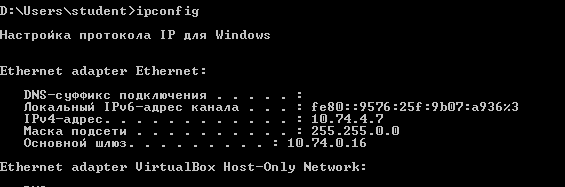 D:\Users\student>ipconfig
Настройка протокола IP для Windows
Ethernet adapter Ethernet:
DNS-суффикс подключения . . . . . :
Локальный IPv6-адрес канала . . . : fe80::9576:25f:9b07:a936%3
IPv4-адрес. . . . . . . . . . . . : 10.74.4.7
Маска подсети . . . . . . . . . . : 255.255.0.0
Основной шлюз. . . . . . . . . : 10.74.0.16
Ethernet adapter VirtualBox Host-Only Network: